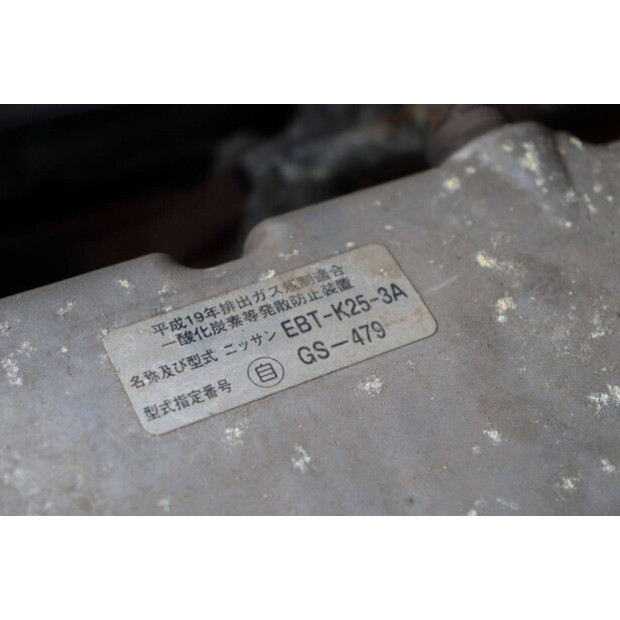 平成19年排出ガス規制適合
一酸化炭素等発散防止装置
名称及び型式 ニッサン EBT-K25-3A
型式指定番号 自 GS-479